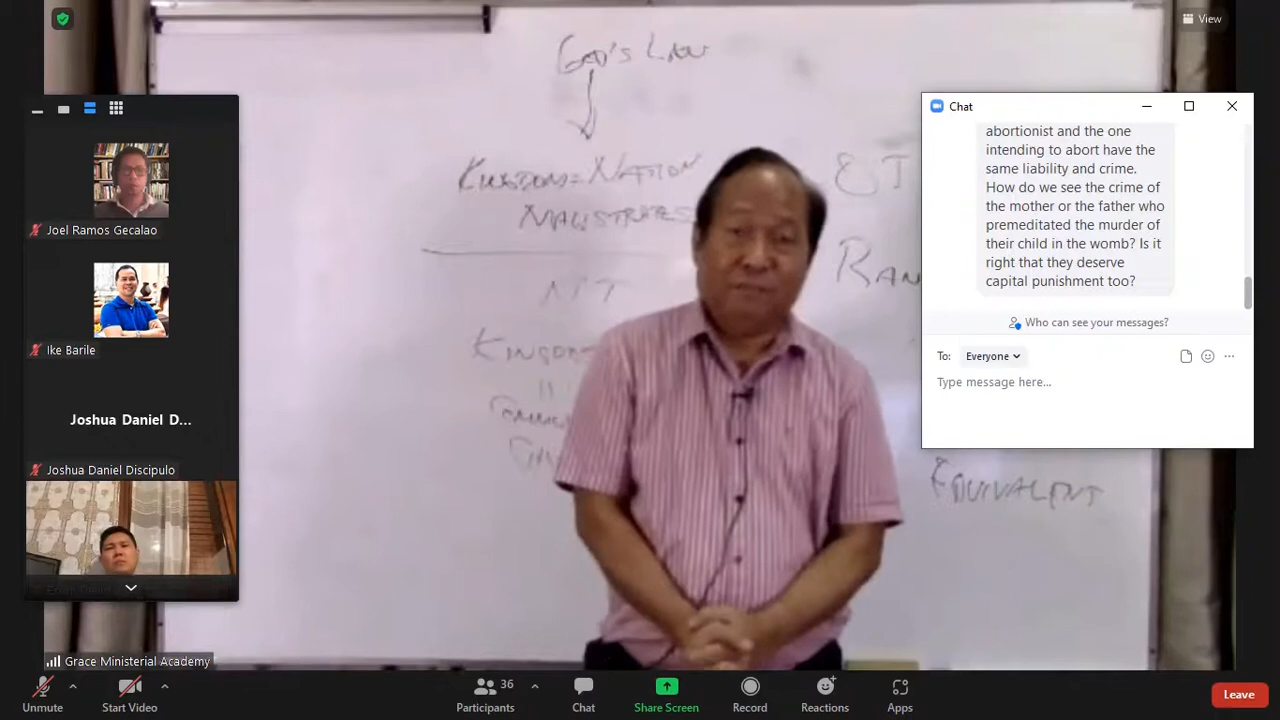 View
God's Law
Kingdom = Nation
Magistrates
NT
Equivalent
Joel Ramos Gecalao
Ike Barile
Joshua Daniel D...
Joshua Daniel Discipulo
Grace Ministerial Academy
Chat
abortionist and the one
intending to abort have the
same liability and crime.
How do we see the crime of
the mother or the father who
premeditated the murder of
their child in the womb? Is it
right that they deserve
capital punishment too?
Who can see your messages?
To: Everyone
Type message here...
Unmute
Start Video
36
Participants
Chat
Share Screen
Record
Reactions
Apps
Leave